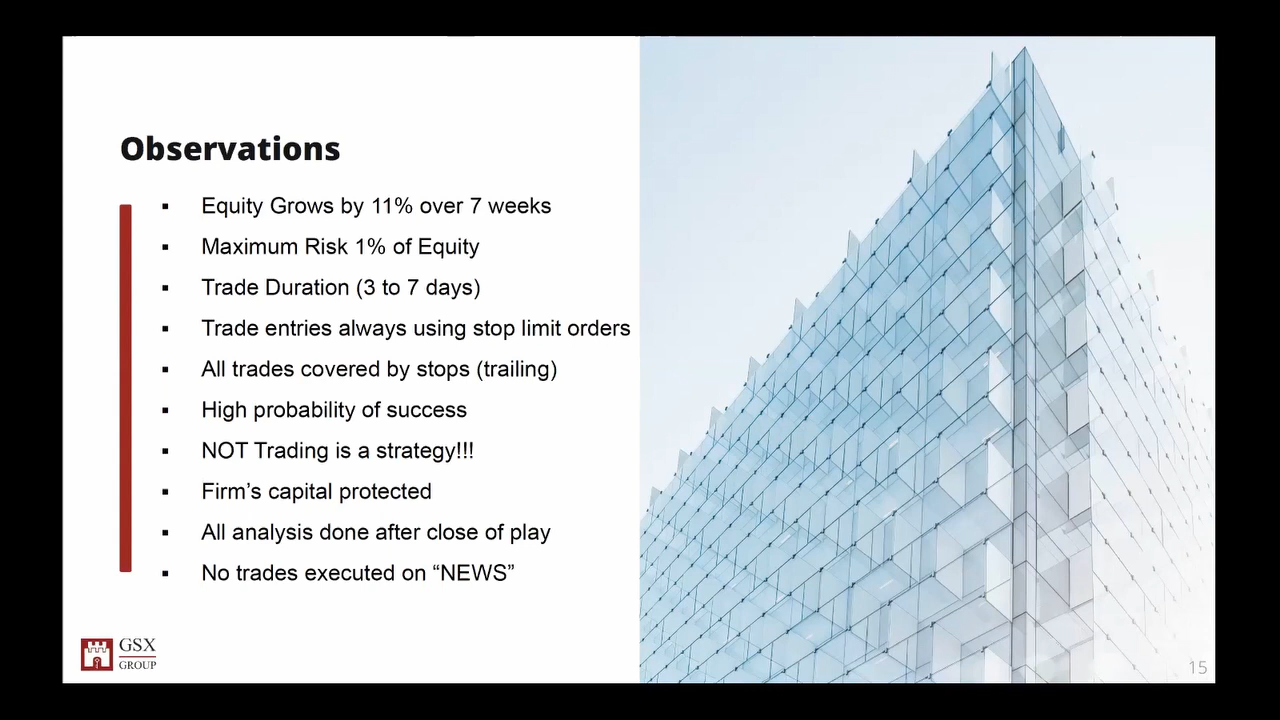 Observations
▪ Equity Grows by 11% over 7 weeks
▪ Maximum Risk 1% of Equity
▪ Trade Duration (3 to 7 days)
▪ Trade entries always using stop limit orders
▪ All trades covered by stops (trailing)
▪ High probability of success
▪ NOT Trading is a strategy!!!
▪ Firm’s capital protected
▪ All analysis done after close of play
▪ No trades executed on “NEWS”
GSX
GROUP
15